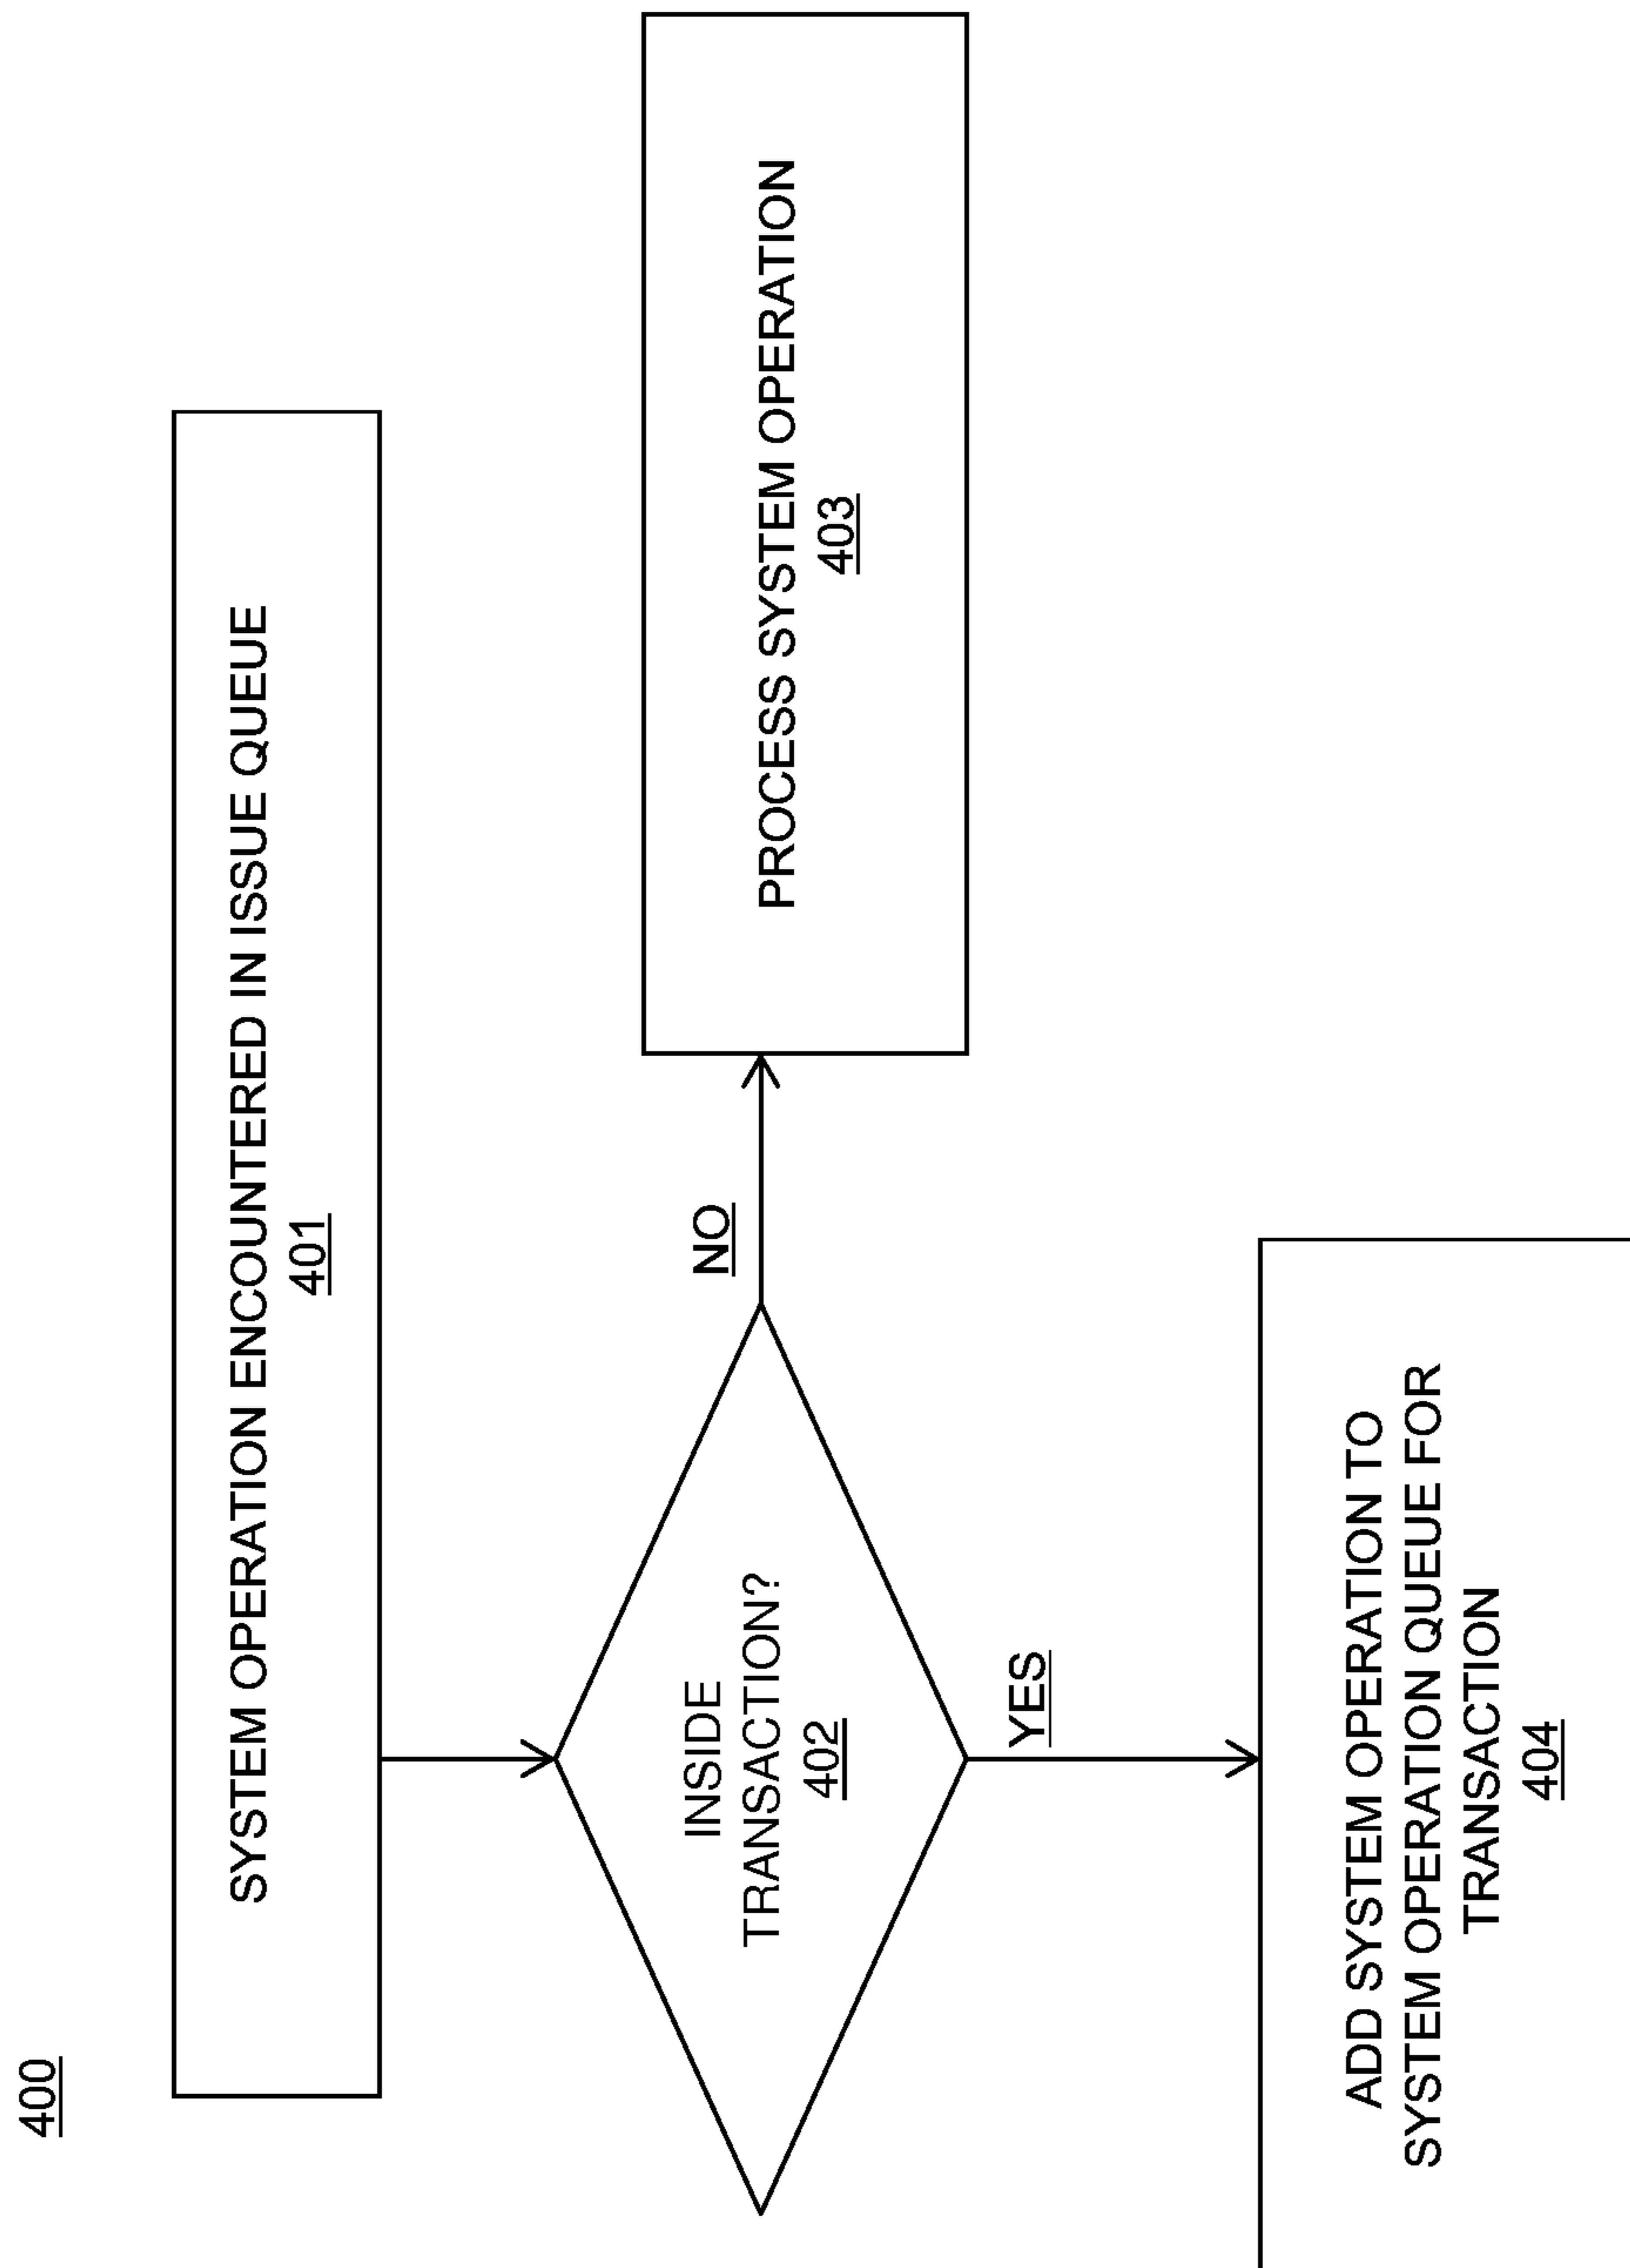 400
SYSTEM OPERATION ENCOUNTERED IN ISSUE QUEUE
401
INSIDE
TRANSACTION?
402
NO
PROCESS SYSTEM OPERATION
403
YES
ADD SYSTEM OPERATION TO
SYSTEM OPERATION QUEUE FOR
TRANSACTION
404